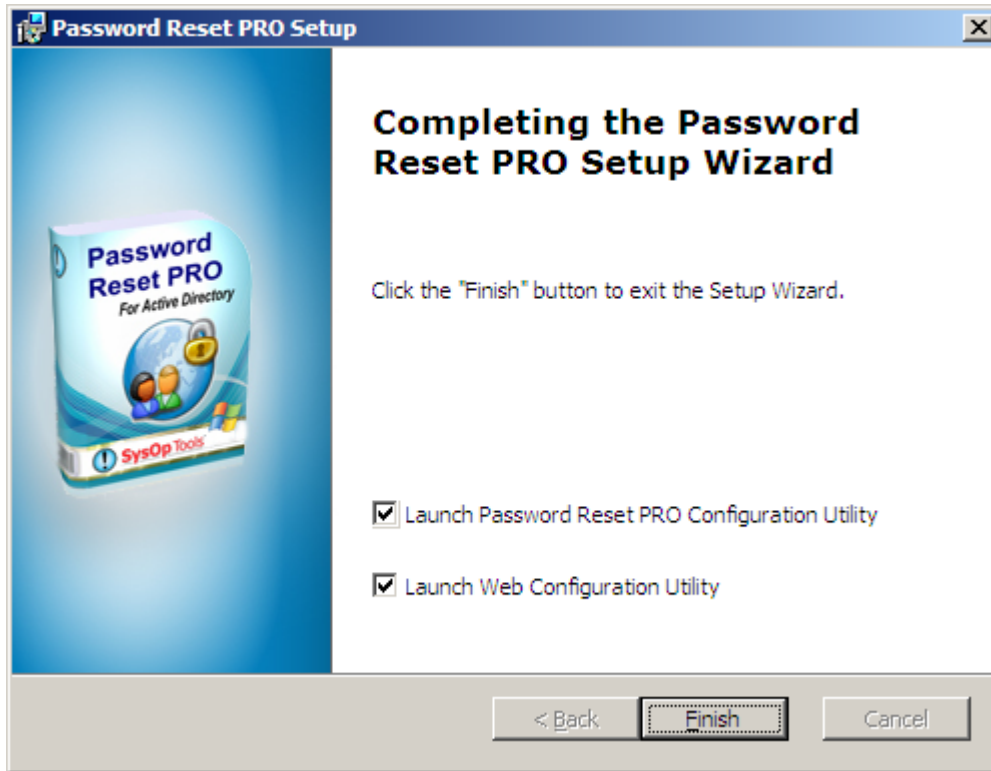 Password Reset PRO Setup
Completing the Password
Reset PRO Setup Wizard
Password
Reset PRO
For Active Directory
SysOp Tools
Click the "Finish" button to exit the Setup Wizard.
Launch Password Reset PRO Configuration Utility
Launch Web Configuration Utility
< Back
Finish
Cancel